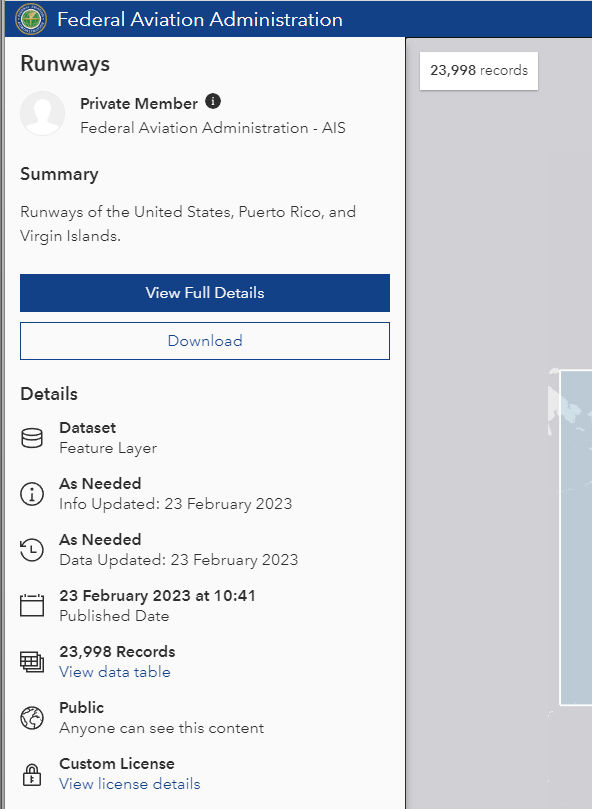 Federal Aviation Administration
Runways
23,998 records
Private Member
Federal Aviation Administration - AIS
Summary
Runways of the United States, Puerto Rico, and
Virgin Islands.
View Full Details
Download
Details
Dataset
Feature Layer
As Needed
Info Updated: 23 February 2023
As Needed
Data Updated: 23 February 2023
23 February 2023 at 10:41
Published Date
23,998 Records
View data table
Public
Anyone can see this content
Custom License
View license details